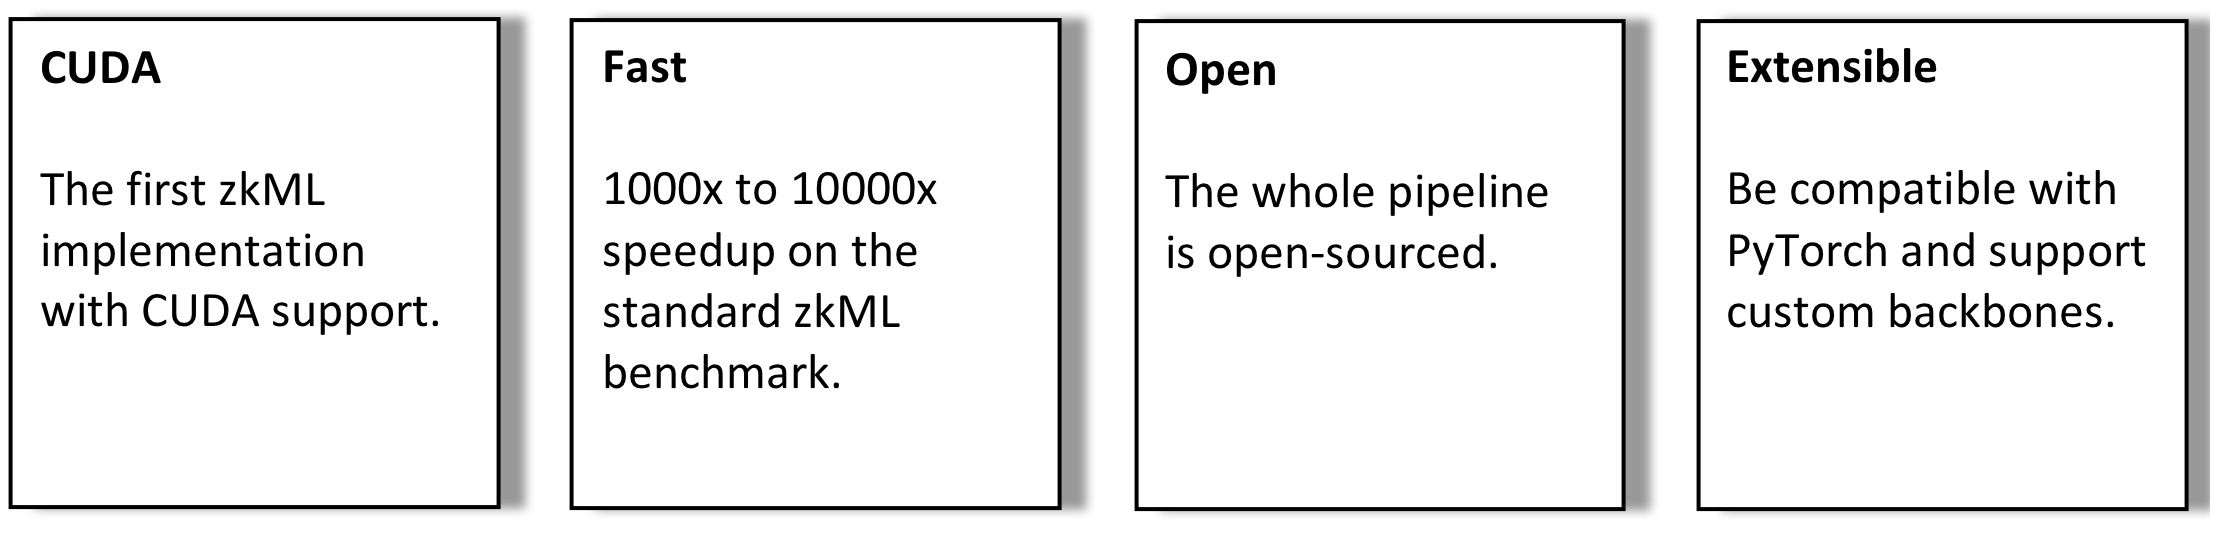 CUDA
The first zkML
implementation
with CUDA support.
Fast
1000x to 10000x
speedup on the
standard zkML
benchmark.
Open
The whole pipeline
is open-sourced.
Extensible
Be compatible with
PyTorch and support
custom backbones.